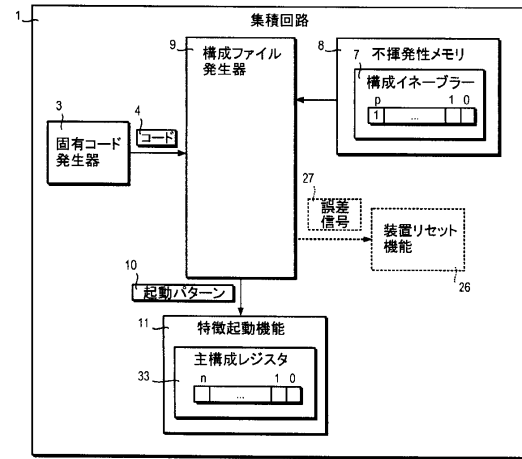 1
集積回路
9
構成ファイル
発生器
8
不揮発性メモリ
7
構成イネーブラー
p 1 0
1 ...
3
固有コード
発生器
4
コード
27
誤差
信号
装置リセット
機能
26
10
起動パターン
11
特徴起動機能
主構成レジスタ
33
n 1 0
...